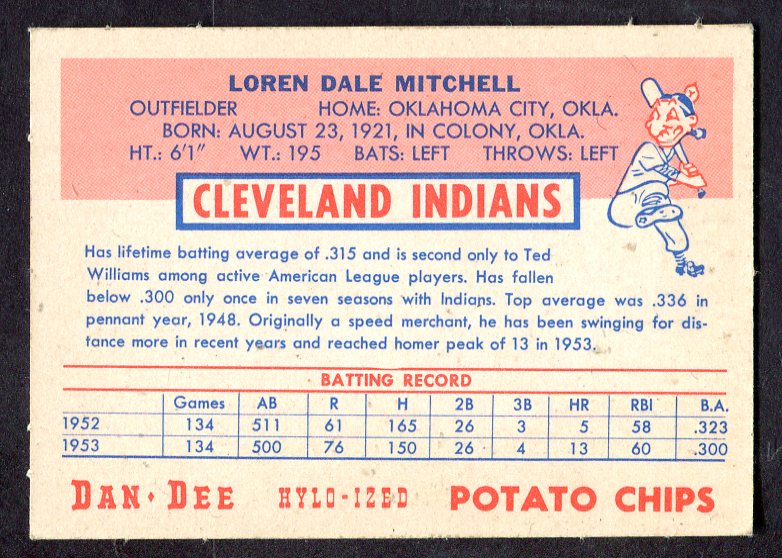 LOREN DALE MITCHELL
OUTFIELDER HOME: OKLAHOMA CITY, OKLA.
BORN: AUGUST 23, 1921, IN COLONY, OKLA.
HT.: 6'1" WT.: 195 BATS: LEFT THROWS: LEFT
CLEVELAND INDIANS
Has lifetime batting average of .315 and is second only to Ted
Williams among active American League players. Has fallen
below .300 only once in seven seasons with Indians. Top average was .336 in
pennant year, 1948. Originally a speed merchant, he has been swinging for dis-
tance more in recent years and reached homer peak of 13 in 1953.
BATTING RECORD
Games AB R H 2B 3B HR RBI B.A.
1952 134 511 61 165 26 3 5 58 .323
1953 134 500 76 150 26 4 13 60 .300
DAN·DEE HYLO-IZED POTATO CHIPS